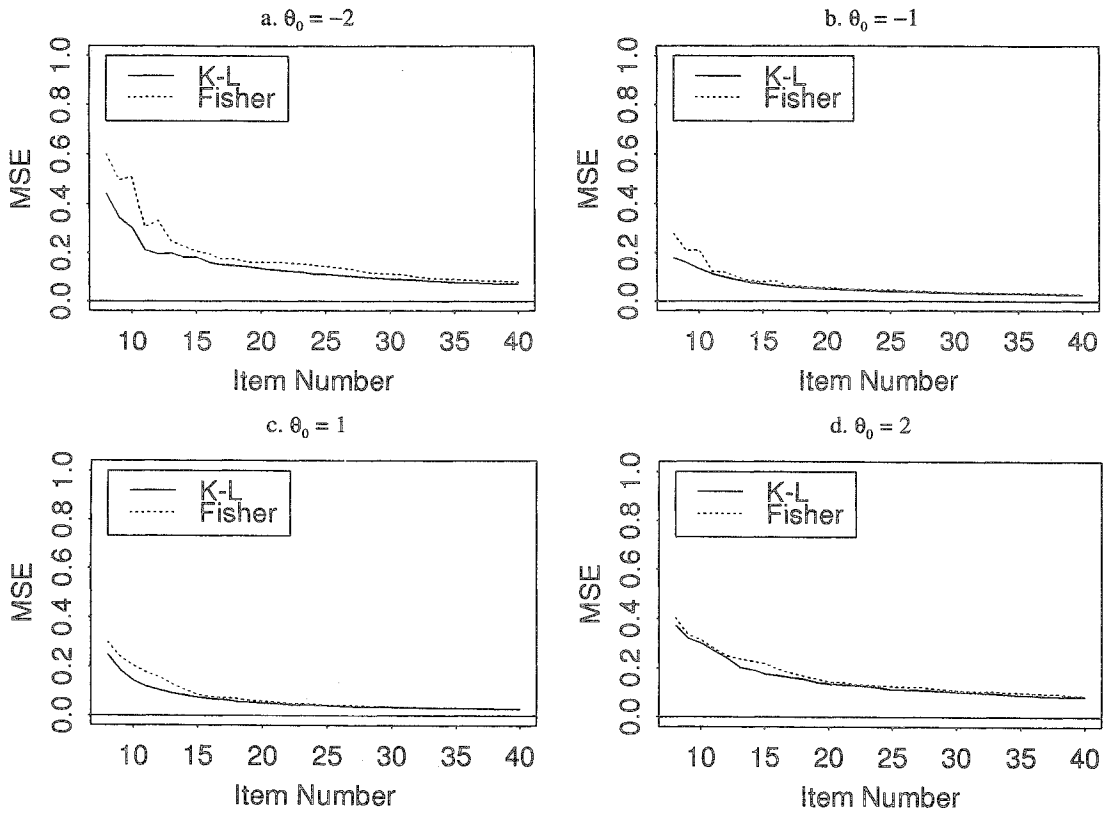 a. θ₀ = −2
1.0
0.8
0.6
0.4
0.2
0.0
MSE
K-L
Fisher
10 15 20 25 30 35 40
Item Number
b. θ₀ = −1
1.0
0.8
0.6
0.4
0.2
0.0
MSE
K-L
Fisher
10 15 20 25 30 35 40
Item Number
c. θ₀ = 1
1.0
0.8
0.6
0.4
0.2
0.0
MSE
K-L
Fisher
10 15 20 25 30 35 40
Item Number
d. θ₀ = 2
1.0
0.8
0.6
0.4
0.2
0.0
MSE
K-L
Fisher
10 15 20 25 30 35 40
Item Number